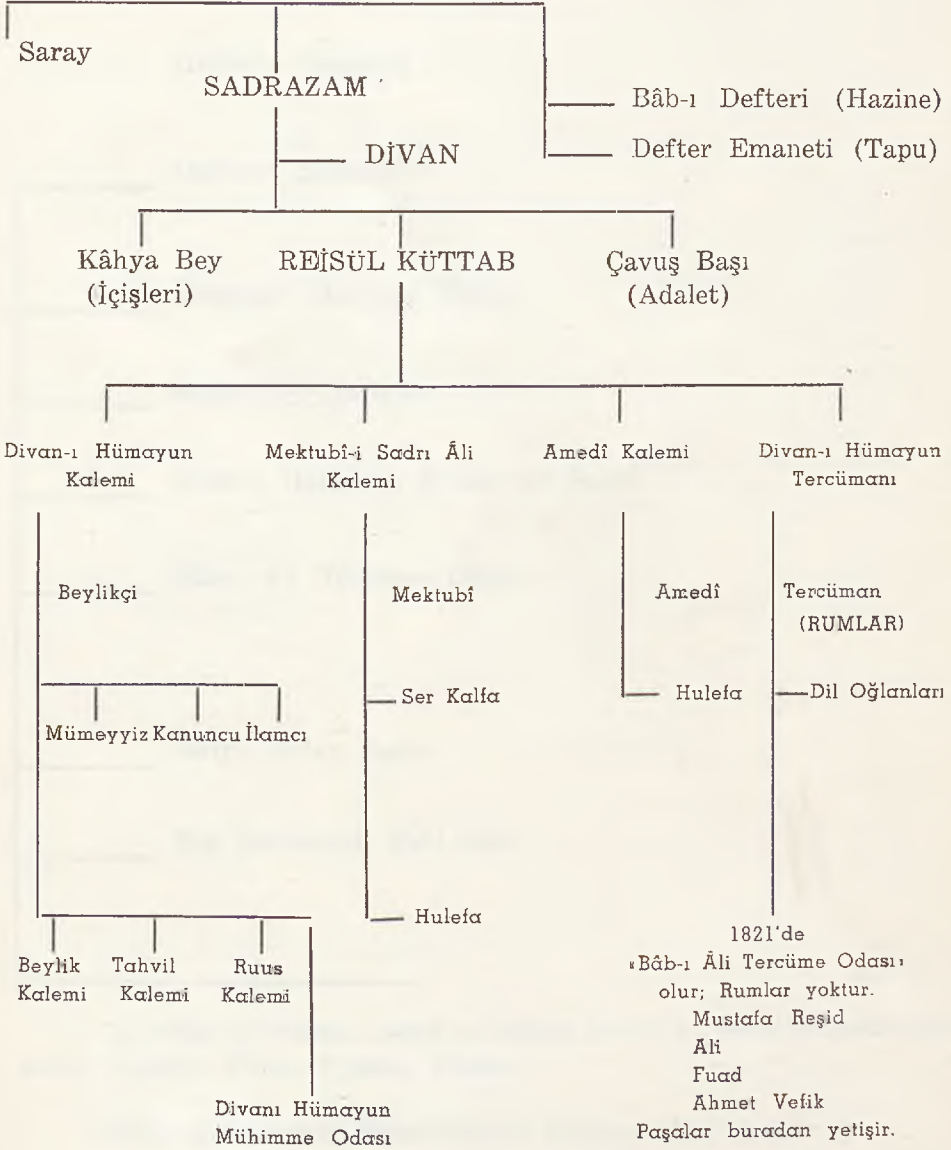 Saray
SADRAZAM
Bâb-ı Defteri (Hazine)
DİVAN
Defter Emaneti (Tapu)
Kâhya Bey
(İçişleri)
REİSÜL KÜTTAB
Çavuş Başı
(Adalet)
Divan-ı Hümayun
Kalemi
Mektubî-i Sadrı Âli
Kalemi
Amedî Kalemi
Divan-ı Hümayun
Tercümanı
Beylikçi
Mektubî
Amedî
Tercüman
(RUMLAR)
Ser Kalfa
Hulefa
Dil Oğlanları
Mümeyyiz Kanuncu İlamcı
Hulefa
Beylik
Kalemi
Tahvil
Kalemi
Ruus
Kalemi
Divanı Hümayun
Mühimme Odası
1821'de
«Bâb-ı Âli Tercüme Odası»
olur; Rumlar yoktur.
Mustafa Reşid
Ali
Fuad
Ahmet Vefik
Paşalar buradan yetişir.